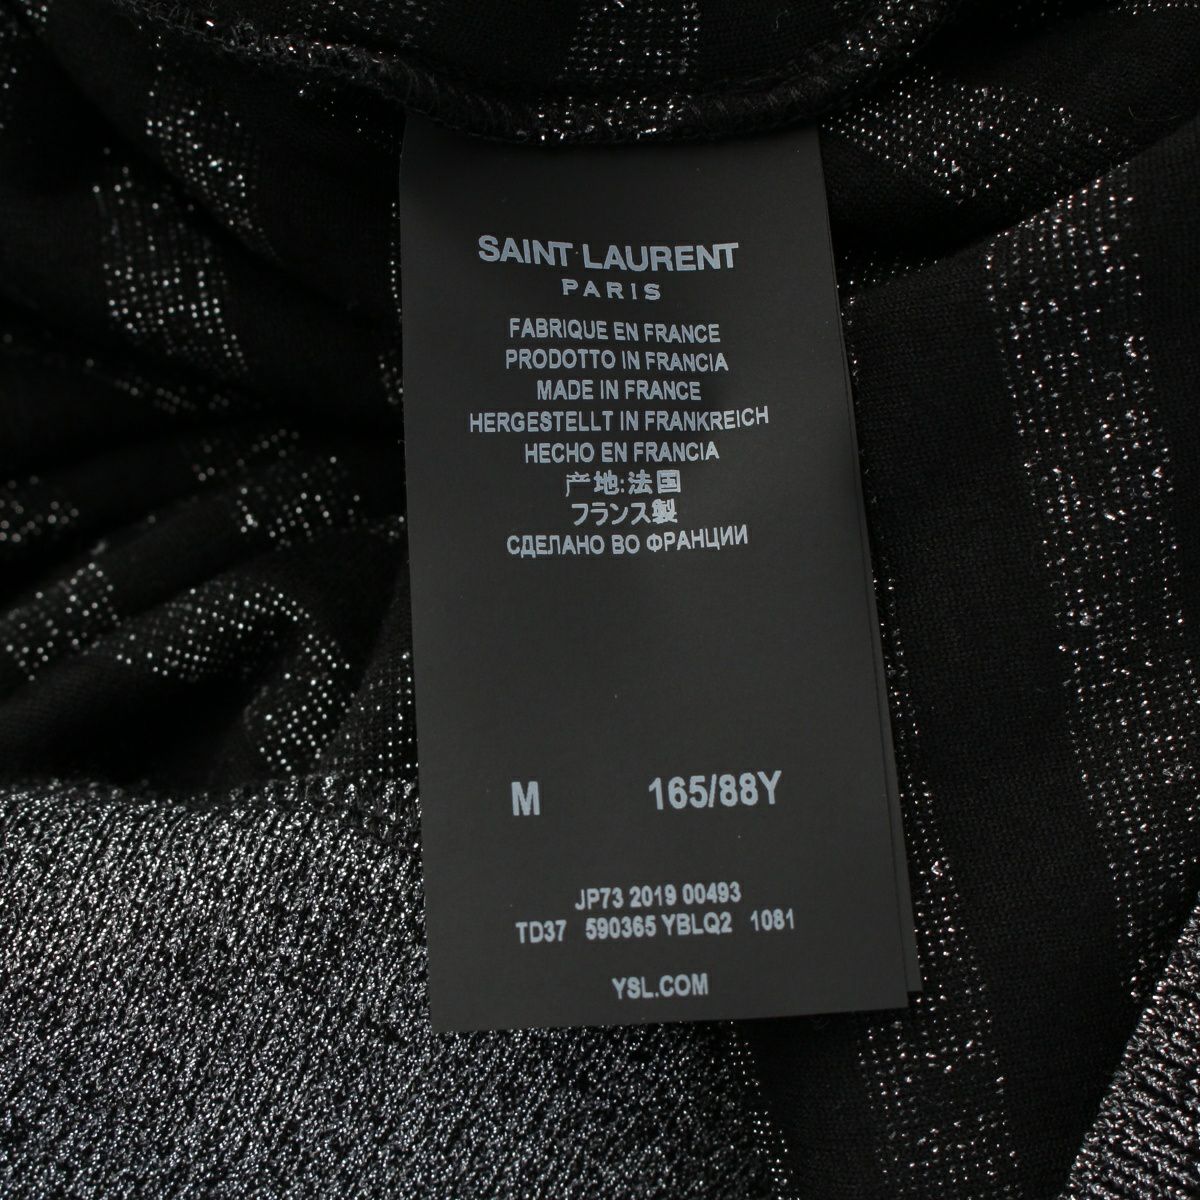 SAINT LAURENT
PARIS
FABRIQUE EN FRANCE
PRODOTTO IN FRANCIA
MADE IN FRANCE
HERGESTELLT IN FRANKREICH
HECHO EN FRANCIA
产地:法国
フランス製
СДЕЛАНО ВО ФРАНЦИИ
M 165/88Y
JP73 2019 00493
TD37 590365 YBLQ2 1081
YSL.COM